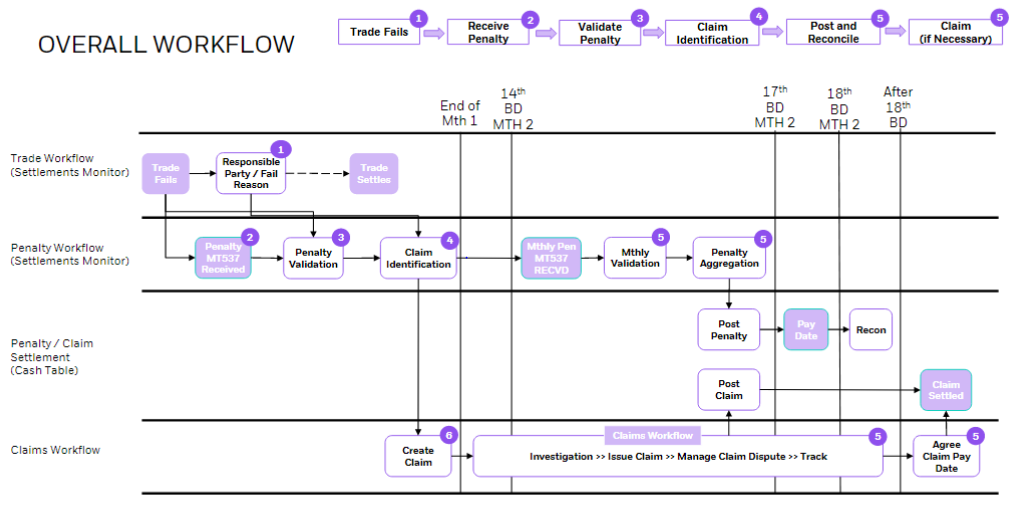 OVERALL WORKFLOW
1
Trade Fails
2
Receive
Penalty
3
Validate
Penalty
4
Claim
Identification
5
Post and
Reconcile
5
Claim
(if Necessary)
End of
Mth 1
14th
BD
MTH 2
17th
BD
MTH 2
18th
BD
MTH 2
After
18th
BD
Trade Workflow
(Settlements Monitor)
Trade
Fails
1
Responsible
Party / Fail
Reason
Trade
Settles
Penalty Workflow
(Settlements Monitor)
2
Penalty
MT537
Received
3
Penalty
Validation
4
Claim
Identification
Mthly Pen
MT537
RECVD
5
Mthly
Validation
5
Penalty
Aggregation
Penalty / Claim
Settlement
(Cash Table)
Post
Penalty
Pay
Date
Recon
Post
Claim
Claim
Settled
Claims Workflow
6
Create
Claim
Claims Workflow
5
Investigation >> Issue Claim >> Manage Claim Dispute >> Track
5
Agree
Claim Pay
Date